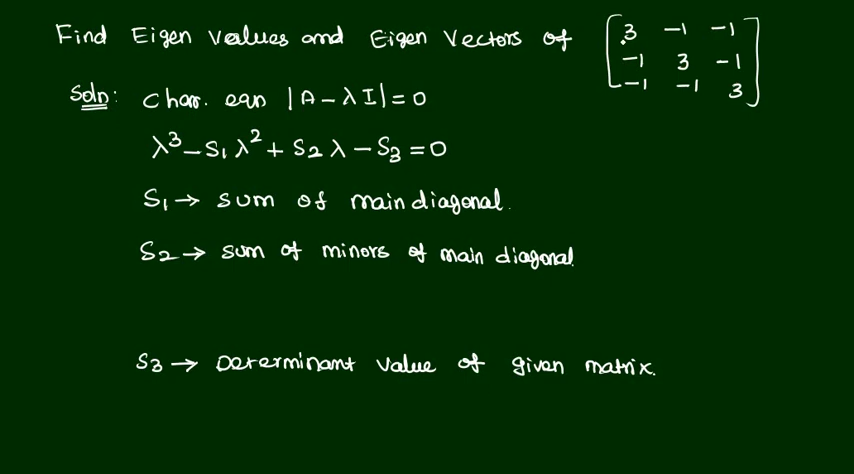 Find Eigen values and Eigen Vectors of [3 -1 -1
-1 3 -1
-1 -1 3]
Soln: Char. eqn |A-λI|=0
λ³-S₁λ²+S₂λ-S₃=0
S₁→ sum of main diagonal.
S₂→ sum of minors of main diagonal.
S₃→ Determinant value of given matrix.